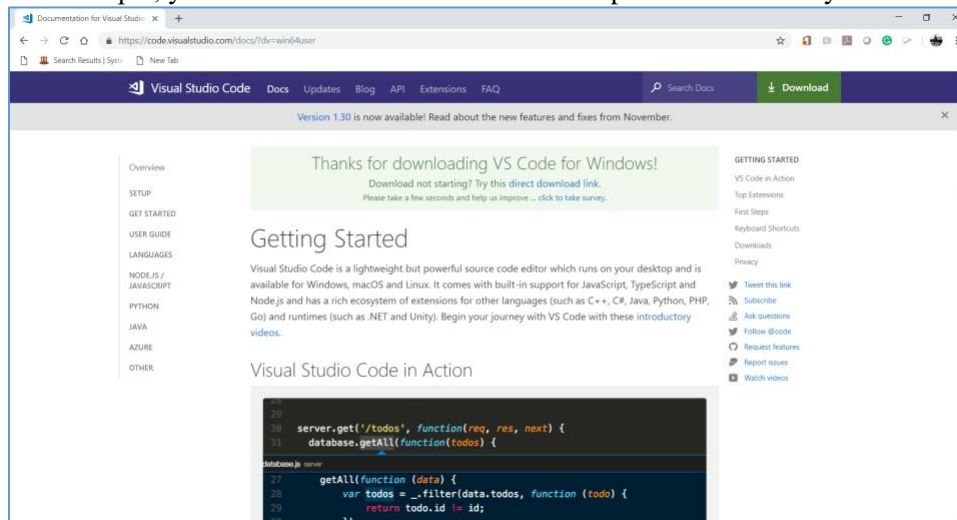 Documentation for Visual Studio
https://code.visualstudio.com/docs/?dv=win64user
Search Results | Syste
New Tab
Visual Studio Code
Docs
Updates
Blog
API
Extensions
FAQ
Search Docs
Download
Version 1.30 is now available! Read about the new features and fixes from November.
Overview
SETUP
GET STARTED
USER GUIDE
LANGUAGES
NODE.JS /
JAVASCRIPT
PYTHON
JAVA
AZURE
OTHER
Thanks for downloading VS Code for Windows!
Download not starting? Try this direct download link.
Please take a few seconds and help us improve ... click to take survey.
Getting Started
Visual Studio Code is a lightweight but powerful source code editor which runs on your desktop and is
available for Windows, macOS and Linux. It comes with built-in support for JavaScript, TypeScript and
Node.js and has a rich ecosystem of extensions for other languages (such as C++, C#, Java, Python, PHP,
Go) and runtimes (such as .NET and Unity). Begin your journey with VS Code with these introductory
videos.
Visual Studio Code in Action
28
29
30 server.get('/todos', function(req, res, next) {
31 database.getAll(function(todos) {
database.js server
27 getAll(function (data) {
28 var todos = _.filter(data.todos, function (todo) {
29 return todo.id != id;
GETTING STARTED
VS Code in Action
Top Extensions
First Steps
Keyboard Shortcuts
Downloads
Privacy
Tweet this link
Subscribe
Ask questions
Follow @code
Request features
Report issues
Watch videos